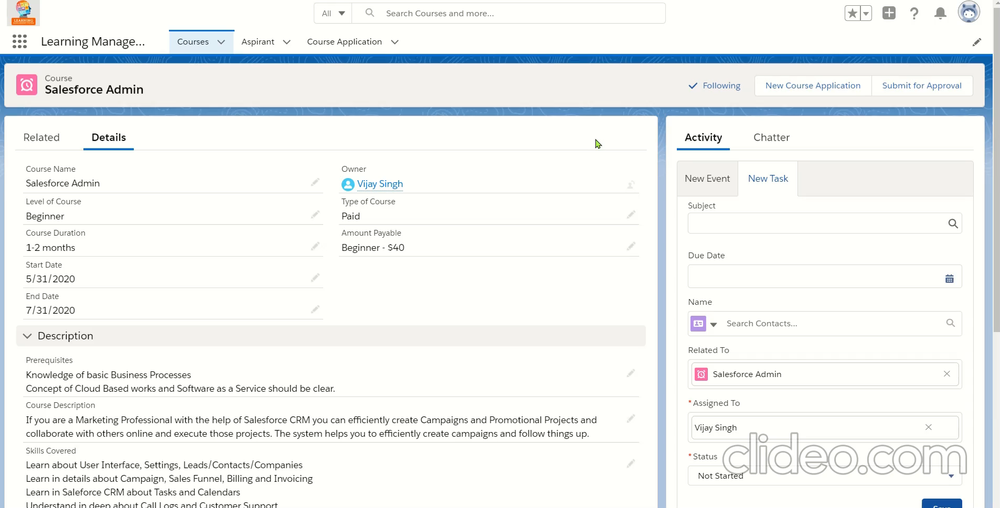 LEARNING
All
Search Courses and more...
Learning Manage...
Courses
Aspirant
Course Application
Course
Salesforce Admin
Following
New Course Application
Submit for Approval
Related
Details
Course Name
Salesforce Admin
Owner
Vijay Singh
Level of Course
Beginner
Type of Course
Paid
Course Duration
1-2 months
Amount Payable
Beginner - $40
Start Date
5/31/2020
End Date
7/31/2020
Description
Prerequisites
Knowledge of basic Business Processes
Concept of Cloud Based works and Software as a Service should be clear.
Course Description
If you are a Marketing Professional with the help of Salesforce CRM you can efficiently create Campaigns and Promotional Projects and
collaborate with others online and execute those projects. The system helps you to efficiently create campaigns and follow things up.
Skills Covered
Learn about User Interface, Settings, Leads/Contacts/Companies
Learn in details about Campaign, Sales Funnel, Billing and Invoicing
Learn in Saleforce CRM about Tasks and Calendars
Understand in deep about Call Logs and Customer Support
Activity
Chatter
New Event
New Task
Subject
Due Date
Name
Search Contacts...
Related To
Salesforce Admin
*Assigned To
Vijay Singh
*Status
Not Started
clideo.com
Save